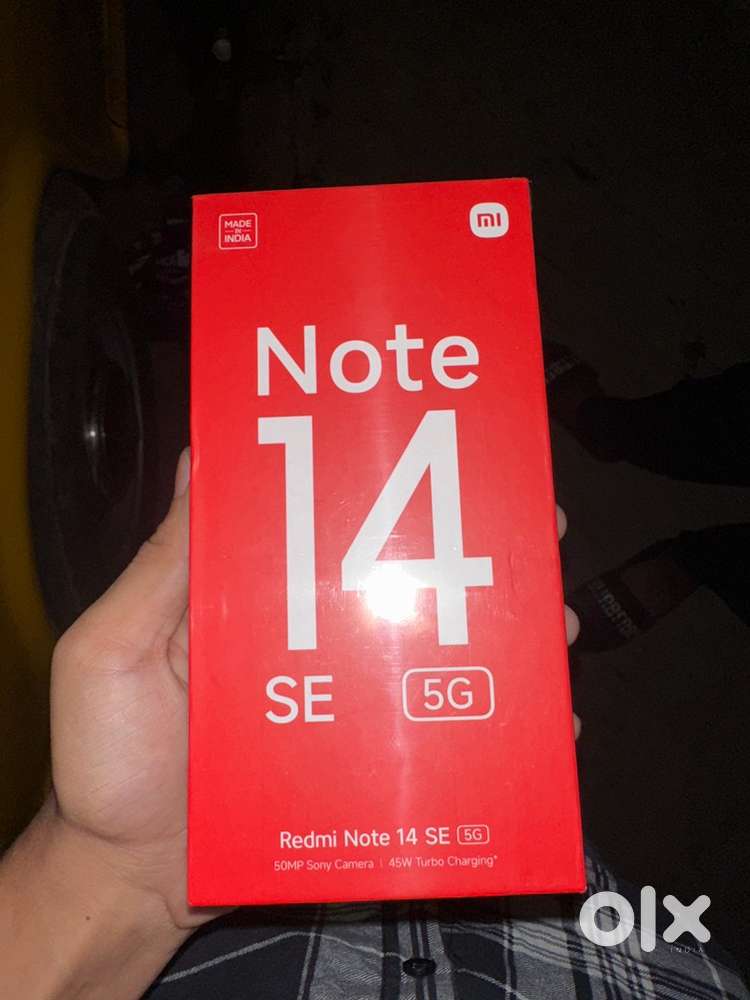 MADE
IN
INDIA
mi
Note
14
SE 5G
Redmi Note 14 SE 5G
50MP Sony Camera | 45W Turbo Charging*
olx
INDIA